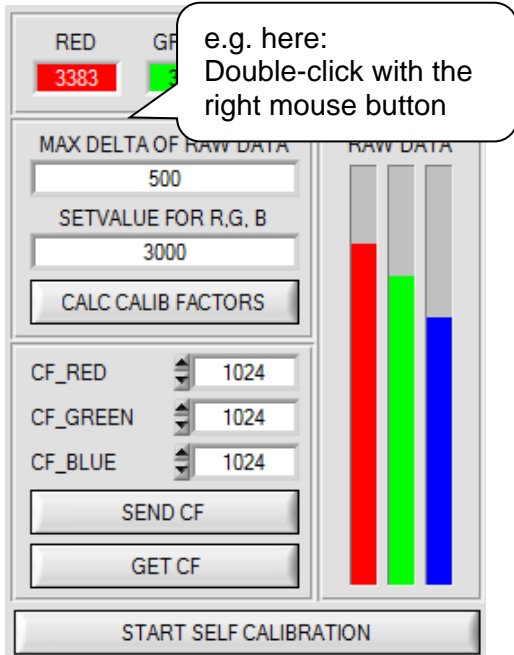 RED
e.g. here:
Double-click with the
right mouse button
3383
MAX DELTA OF RAW DATA
500
SETVALUE FOR R,G, B
3000
CALC CALIB FACTORS
RAW DATA
CF_RED 1024
CF_GREEN 1024
CF_BLUE 1024
SEND CF
GET CF
START SELF CALIBRATION